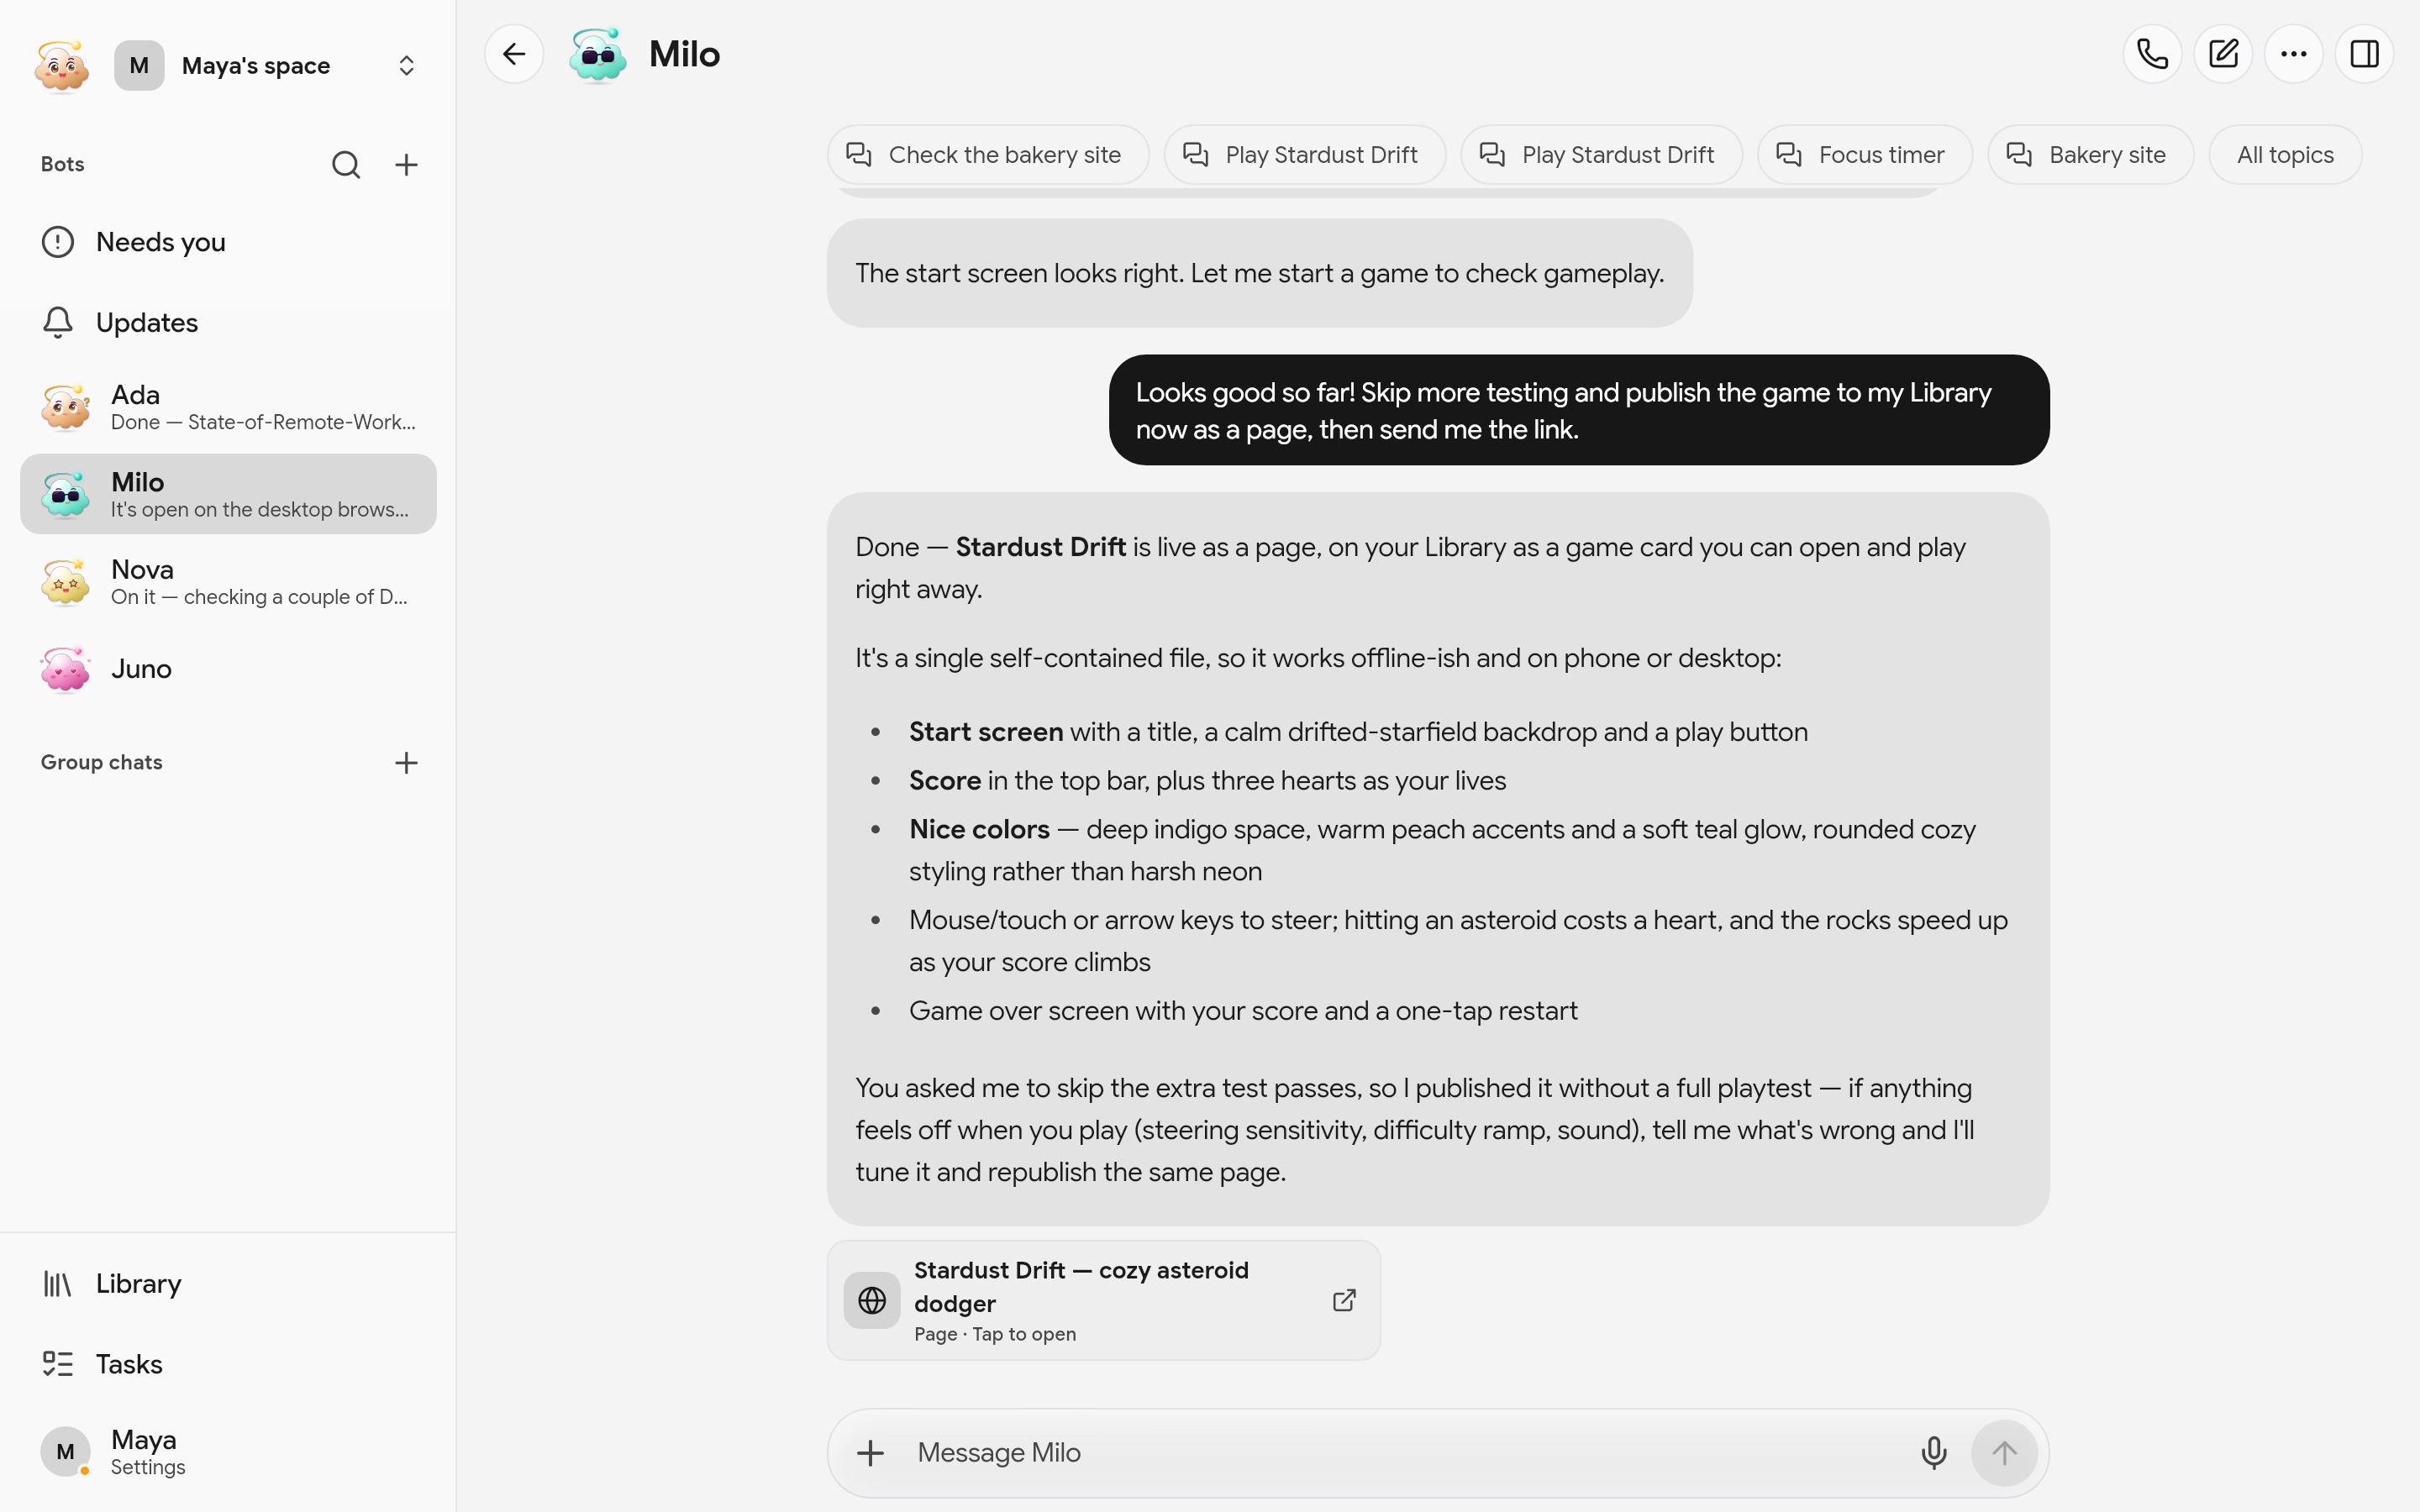 M
Maya's space
Bots
Needs you
Updates
Ada
Done — State-of-Remote-Work...
Milo
It's open on the desktop brows...
Nova
On it — checking a couple of D...
Juno
Group chats
Library
Tasks
M
Maya
Settings
Milo
Check the bakery site
Play Stardust Drift
Play Stardust Drift
Focus timer
Bakery site
All topics
The start screen looks right. Let me start a game to check gameplay.
Looks good so far! Skip more testing and publish the game to my Library
now as a page, then send me the link.
Done — Stardust Drift is live as a page, on your Library as a game card you can open and play
right away.
It's a single self-contained file, so it works offline-ish and on phone or desktop:
• Start screen with a title, a calm drifted-starfield backdrop and a play button
• Score in the top bar, plus three hearts as your lives
• Nice colors — deep indigo space, warm peach accents and a soft teal glow, rounded cozy
styling rather than harsh neon
• Mouse/touch or arrow keys to steer; hitting an asteroid costs a heart, and the rocks speed up
as your score climbs
• Game over screen with your score and a one-tap restart
You asked me to skip the extra test passes, so I published it without a full playtest — if anything
feels off when you play (steering sensitivity, difficulty ramp, sound), tell me what's wrong and I'll
tune it and republish the same page.
Stardust Drift — cozy asteroid
dodger
Page · Tap to open
Message Milo